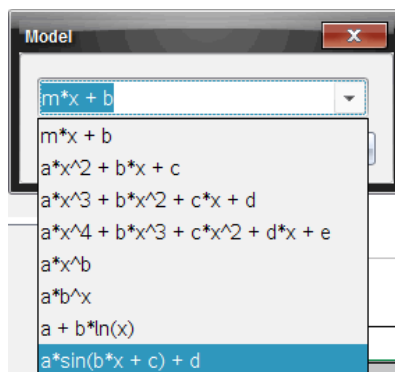 Model
m*x + b
m*x + b
a*x^2 + b*x + c
a*x^3 + b*x^2 + c*x + d
a*x^4 + b*x^3 + c*x^2 + d*x + e
a*x^b
a*b^x
a + b*ln(x)
a*sin(b*x + c) + d